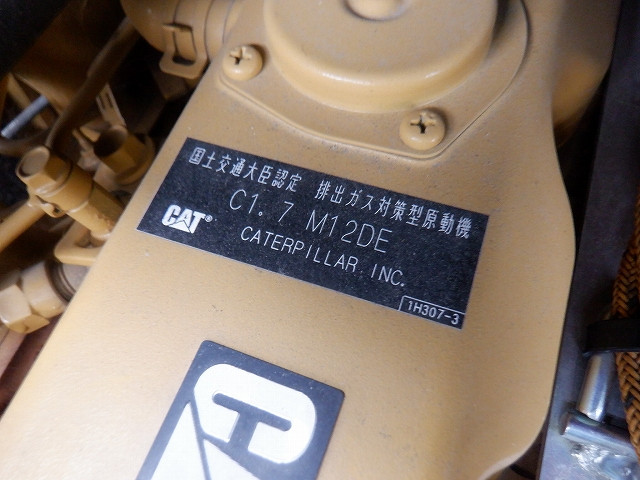 国土交通大臣認定 排出ガス対策型原動機
C1.7 M12DE
CAT®
CATERPILLAR INC.
1H307-3